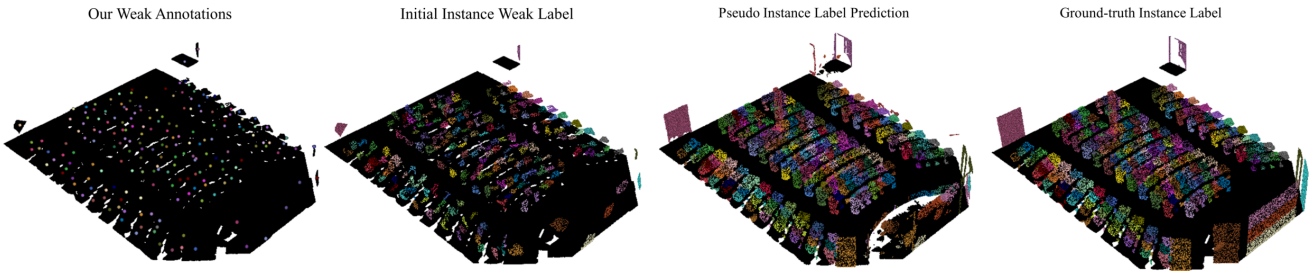 Our Weak Annotations
Initial Instance Weak Label
Pseudo Instance Label Prediction
Ground-truth Instance Label